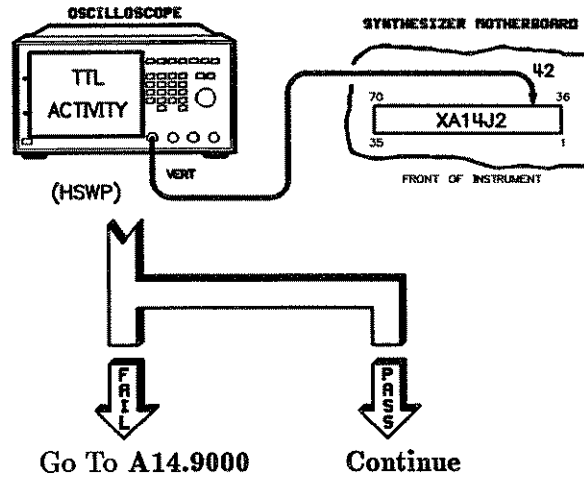 OSCILLOSCOPE
SYNTHESIZER MOTHERBOARD
TTL
ACTIVITY
42
70
36
XA14J2
35
1
VERT
FRONT OF INSTRUMENT
(HSWP)
FAIL
PASS
Go To A14.9000
Continue